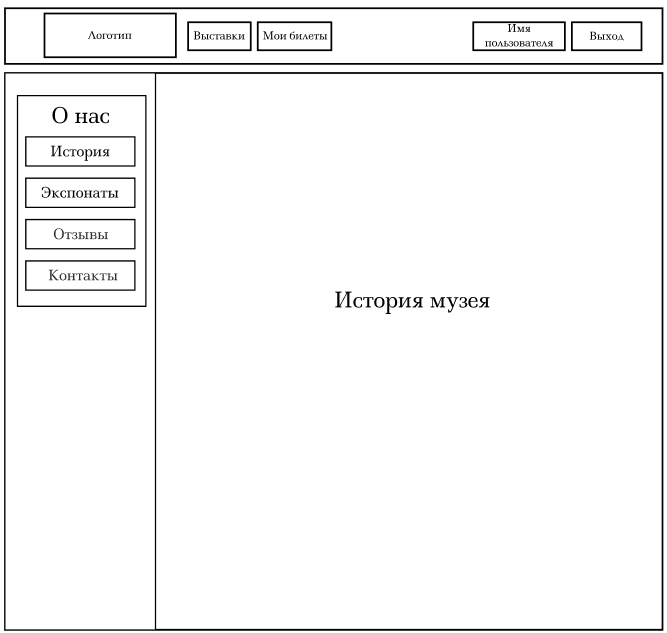 Логотип
Выставки
Мои билеты
Имя
пользователя
Выход
О нас
История
Экспонаты
Отзывы
Контакты
История музея